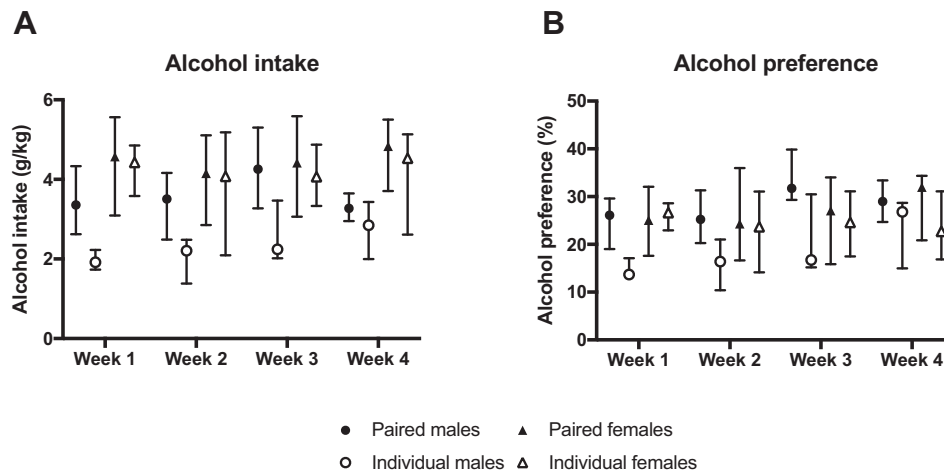 A
Alcohol intake
Alcohol intake (g/kg)
6
4
2
0
Week 1 Week 2 Week 3 Week 4
B
Alcohol preference
Alcohol preference (%)
50
40
30
20
10
0
Week 1 Week 2 Week 3 Week 4
Paired males Paired females
Individual males Individual females